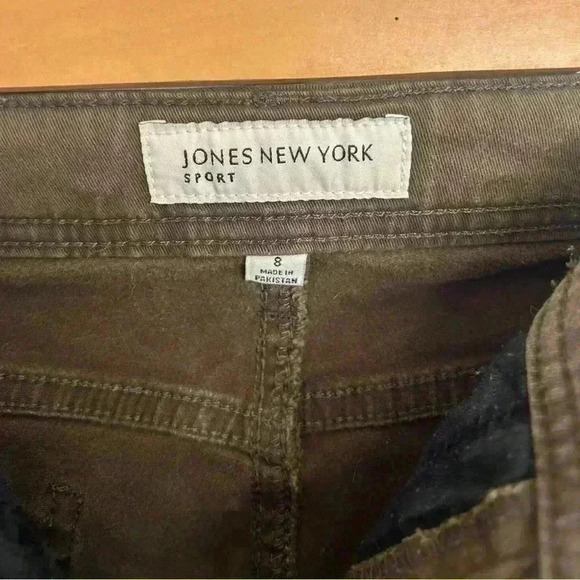 JONES NEW YORK
SPORT
8
MADE IN
PAKISTAN